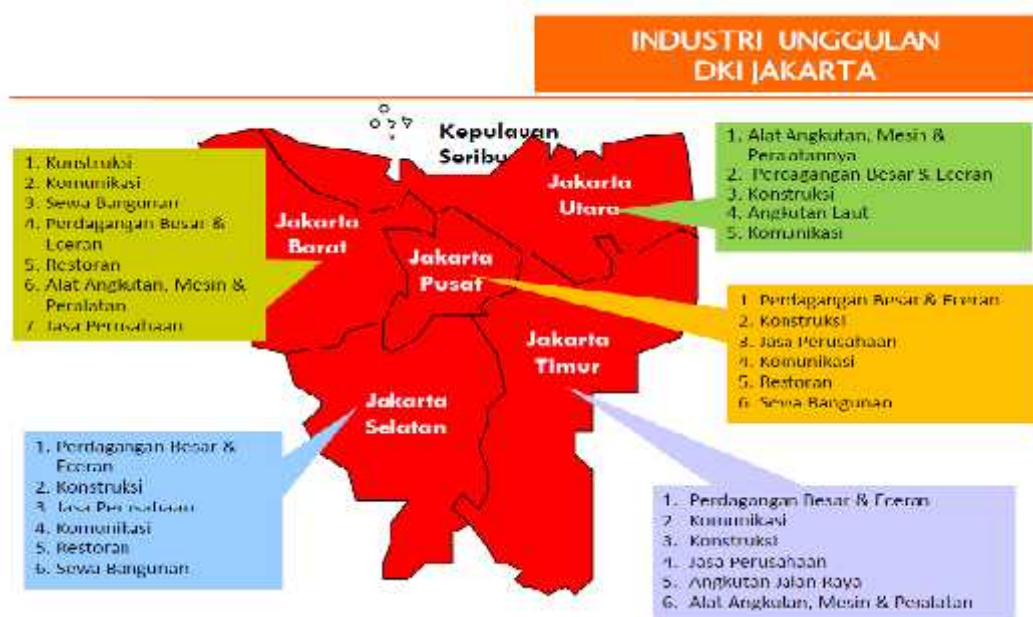 INDUSTRI UNGGULAN
DKI JAKARTA
Kepulauan
Seribu
1. Konstruksi
2. Komunikasi
3. Sewa Bangunan
4. Perdagangan Besar &
Eceran
5. Restoran
6. Alat Angkutan, Mesin &
Peralatan
7. Jasa Perusahaan
Jakarta
Barat
Jakarta
Utara
1. Alat Angkutan, Mesin &
Peralatannya
2. Perdagangan Besar & Eceran
3. Konstruksi
4. Angkutan Laut
5. Komunikasi
Jakarta
Pusat
1. Perdagangan Besar & Eceran
2. Konstruksi
3. Jasa Perusahaan
4. Komunikasi
5. Restoran
6. Sewa Bangunan
Jakarta
Timur
Jakarta
Selatan
1. Perdagangan Besar &
Eceran
2. Konstruksi
3. Jasa Perusahaan
4. Komunikasi
5. Restoran
6. Sewa Bangunan
1. Perdagangan Besar & Eceran
2. Komunikasi
3. Konstruksi
4. Jasa Perusahaan
5. Angkutan Jalan Raya
6. Alat Angkutan, Mesin & Peralatan